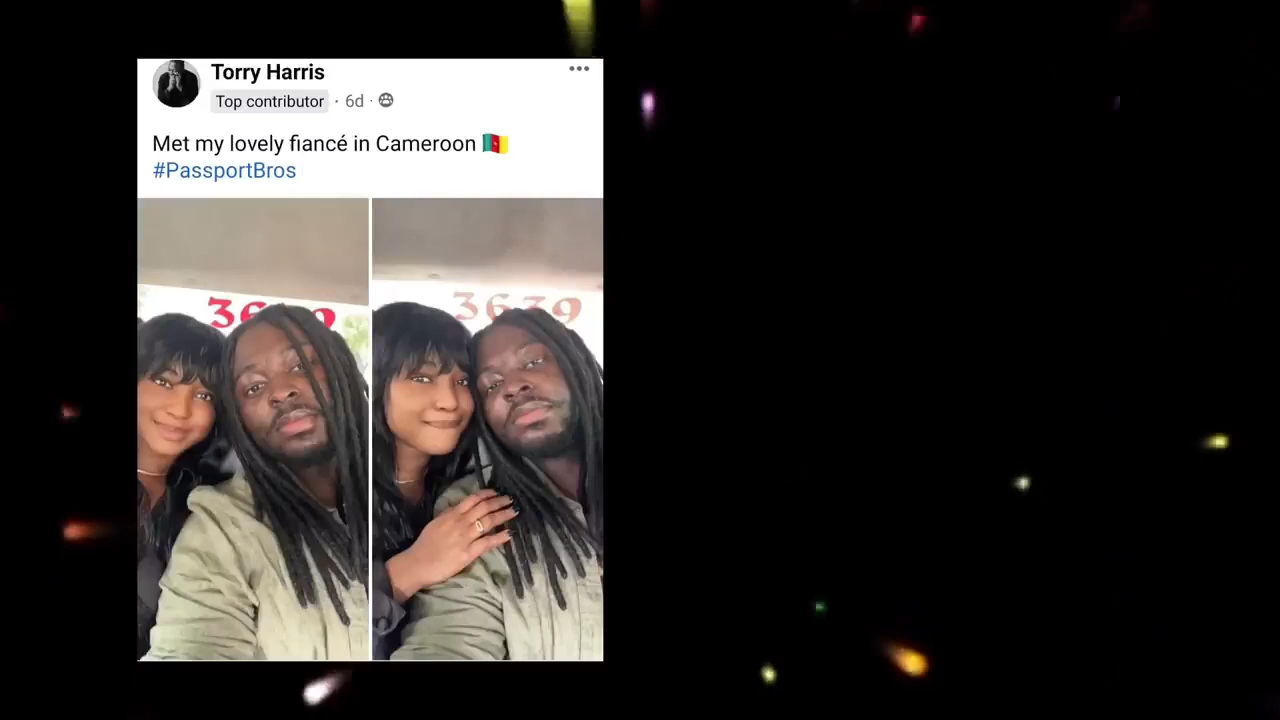 Torry Harris
Top contributor · 6d ·
Met my lovely fiancé in Cameroon 🇨🇲
#PassportBros
3639